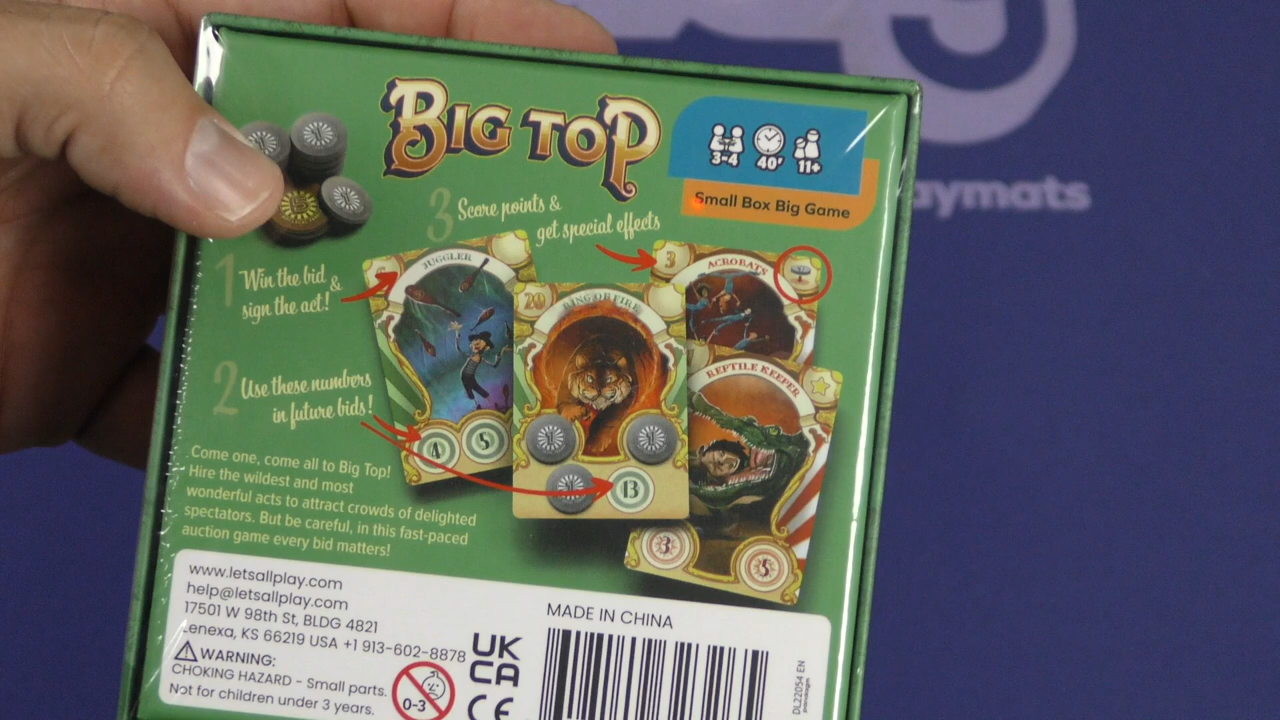 BIG TOP
3-4 40' 11+
Small Box Big Game
3 Score points &
get special effects
1 Win the bid &
sign the act!
2 Use these numbers
in future bids!
JUGGLER
4 5
20
RING OF FIRE
13
3
ACROBATS
REPTILE KEEPER
3 5
Come one, come all to Big Top!
Hire the wildest and most
wonderful acts to attract crowds of delighted
spectators. But be careful, in this fast-paced
auction game every bid matters!
www.letsallplay.com
help@letsallplay.com
17501 W 98th St, BLDG 4821
Lenexa, KS 66219 USA +1 913-602-8878
WARNING:
CHOKING HAZARD - Small parts.
Not for children under 3 years.
0-3
UK
CA
CE
MADE IN CHINA
DL22054 EN
aymats